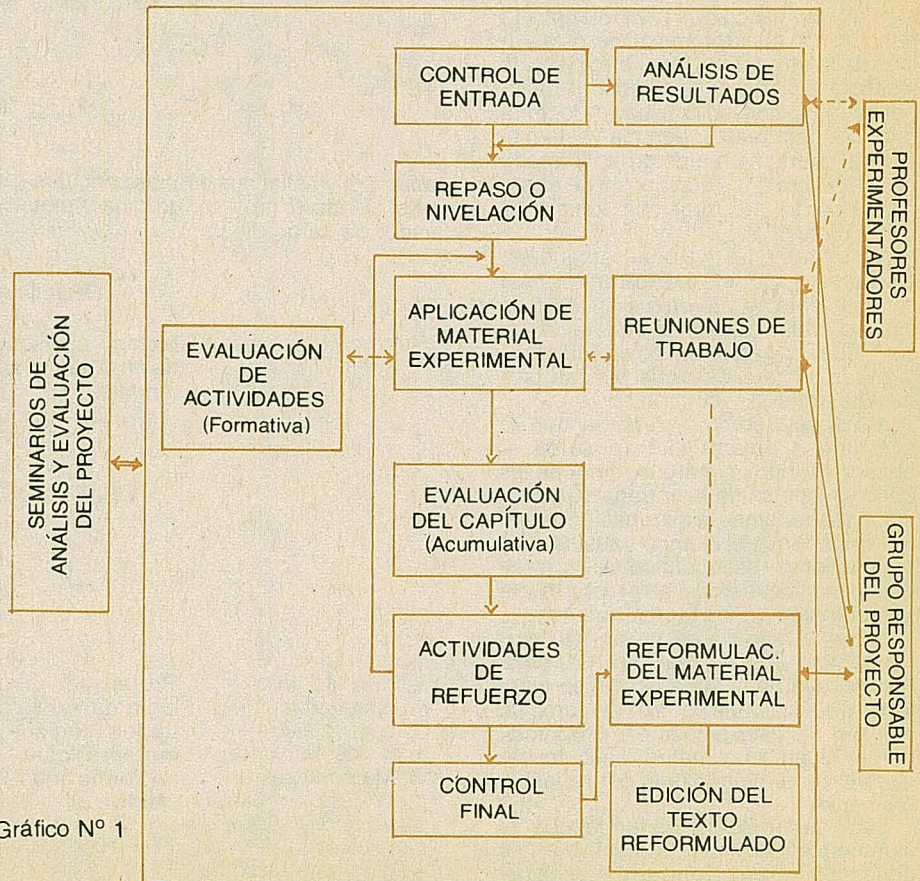 CONTROL DE
ENTRADA
ANÁLISIS DE
RESULTADOS
PROFESORES
EXPERIMENTADORES
REPASO O
NIVELACIÓN
SEMINARIOS DE
ANÁLISIS Y EVALUACIÓN
DEL PROYECTO
EVALUACIÓN
DE
ACTIVIDADES
(Formativa)
APLICACIÓN DE
MATERIAL
EXPERIMENTAL
REUNIONES DE
TRABAJO
EVALUACIÓN
DEL CAPÍTULO
(Acumulativa)
GRUPO RESPONSABLE
DEL PROYECTO
ACTIVIDADES
DE
REFUERZO
REFORMULAC.
DEL MATERIAL
EXPERIMENTAL
CONTROL
FINAL
EDICIÓN DEL
TEXTO
REFORMULADO
Gráfico Nº 1